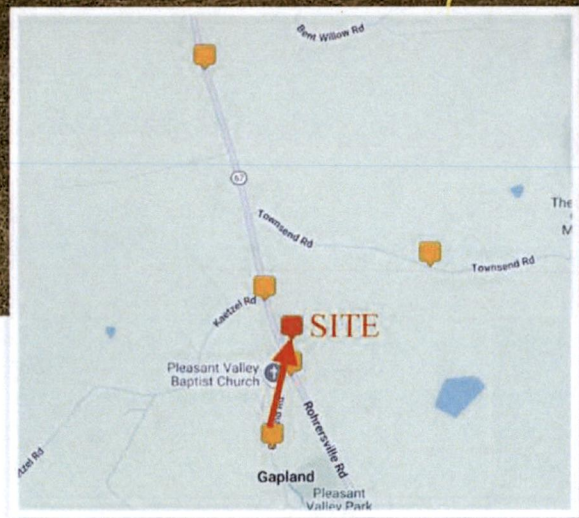 Bent Willow Rd
67
Townsend Rd
The
M
Townsend Rd
Kaetzel Rd
SITE
Pleasant Valley
Baptist Church
Rd
Rohrersville Rd
tzel Rd
Gapland
Pleasant
Valley Park